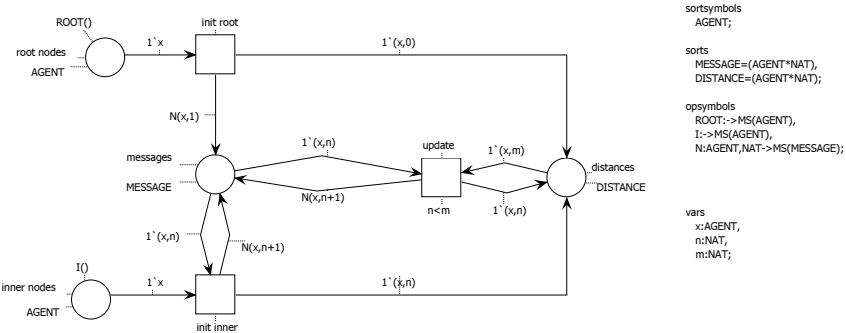 ROOT()
root nodes
AGENT
1`x
init root
1`(x,0)
N(x,1)
messages
MESSAGE
1`(x,n)
N(x,n+1)
update
n<m
1`(x,m)
1`(x,n)
distances
DISTANCE
1`(x,n)
N(x,n+1)
I()
inner nodes
AGENT
1`x
init inner
1`(x,n)
sortsymbols
AGENT;
sorts
MESSAGE=(AGENT*NAT),
DISTANCE=(AGENT*NAT);
opsymbols
ROOT:->MS(AGENT),
I:->MS(AGENT),
N:AGENT,NAT->MS(MESSAGE);
vars
x:AGENT,
n:NAT,
m:NAT;